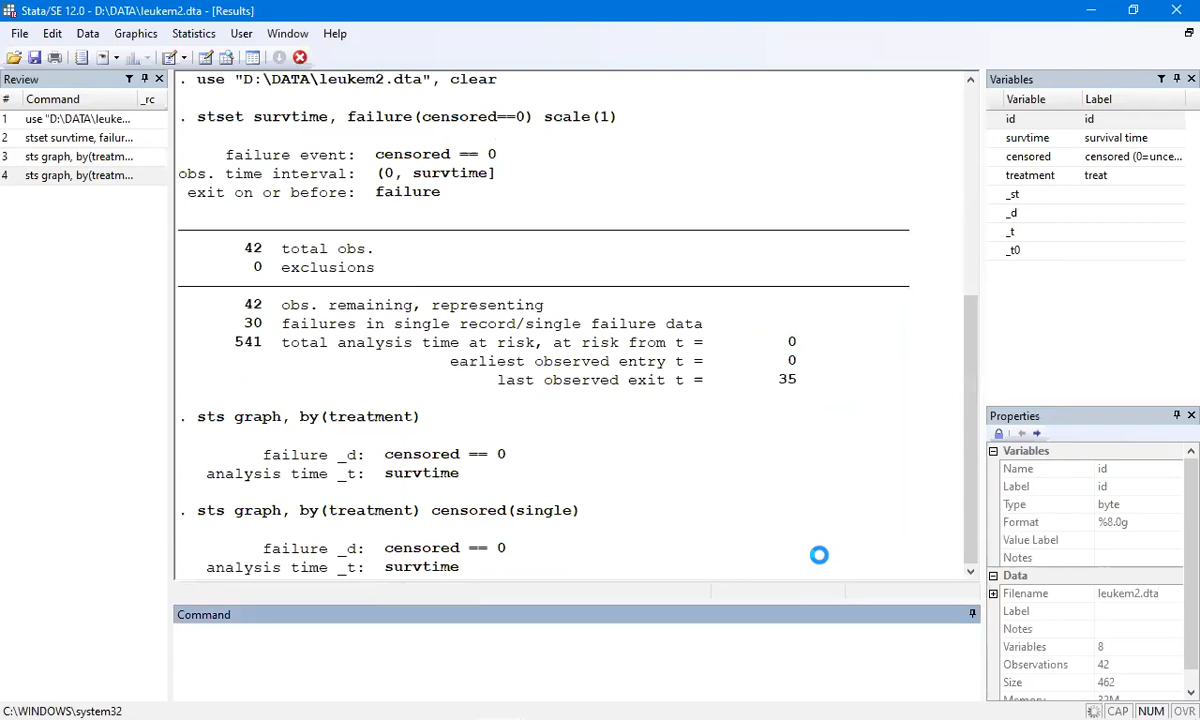 Stata/SE 12.0 - D:\DATA\leukem2.dta - [Results]
File Edit Data Graphics Statistics User Window Help
Review
# Command _rc
1 use "D:\DATA\leuke...
2 stset survtime, failur...
3 sts graph, by(treatm...
4 sts graph, by(treatm...
. use "D:\DATA\leukem2.dta", clear
. stset survtime, failure(censored==0) scale(1)
failure event: censored == 0
obs. time interval: (0, survtime]
exit on or before: failure
42 total obs.
0 exclusions
42 obs. remaining, representing
30 failures in single record/single failure data
541 total analysis time at risk, at risk from t = 0
earliest observed entry t = 0
last observed exit t = 35
. sts graph, by(treatment)
failure _d: censored == 0
analysis time _t: survtime
. sts graph, by(treatment) censored(single)
failure _d: censored == 0
analysis time _t: survtime
Command
Variables
Variable Label
id id
survtime survival time
censored censored (0=unce...
treatment treat
_st
_d
_t
_t0
Properties
Variables
Name id
Label id
Type byte
Format %8.0g
Value Label
Notes
Data
Filename leukem2.dta
Label
Notes
Variables 8
Observations 42
Size 462
Memory 32M
C:\WINDOWS\system32
CAP NUM OVR